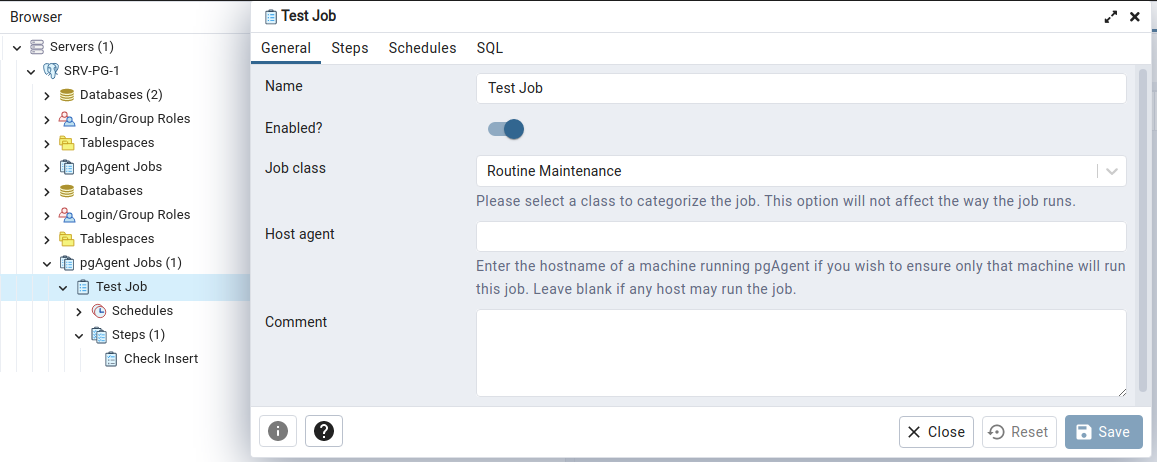 Browser
Servers (1)
SRV-PG-1
Databases (2)
Login/Group Roles
Tablespaces
pgAgent Jobs
Databases
Login/Group Roles
Tablespaces
pgAgent Jobs (1)
Test Job
Schedules
Steps (1)
Check Insert
Test Job
General Steps Schedules SQL
Name Test Job
Enabled?
Job class Routine Maintenance
Please select a class to categorize the job. This option will not affect the way the job runs.
Host agent
Enter the hostname of a machine running pgAgent if you wish to ensure only that machine will run
this job. Leave blank if any host may run the job.
Comment
Close Reset Save